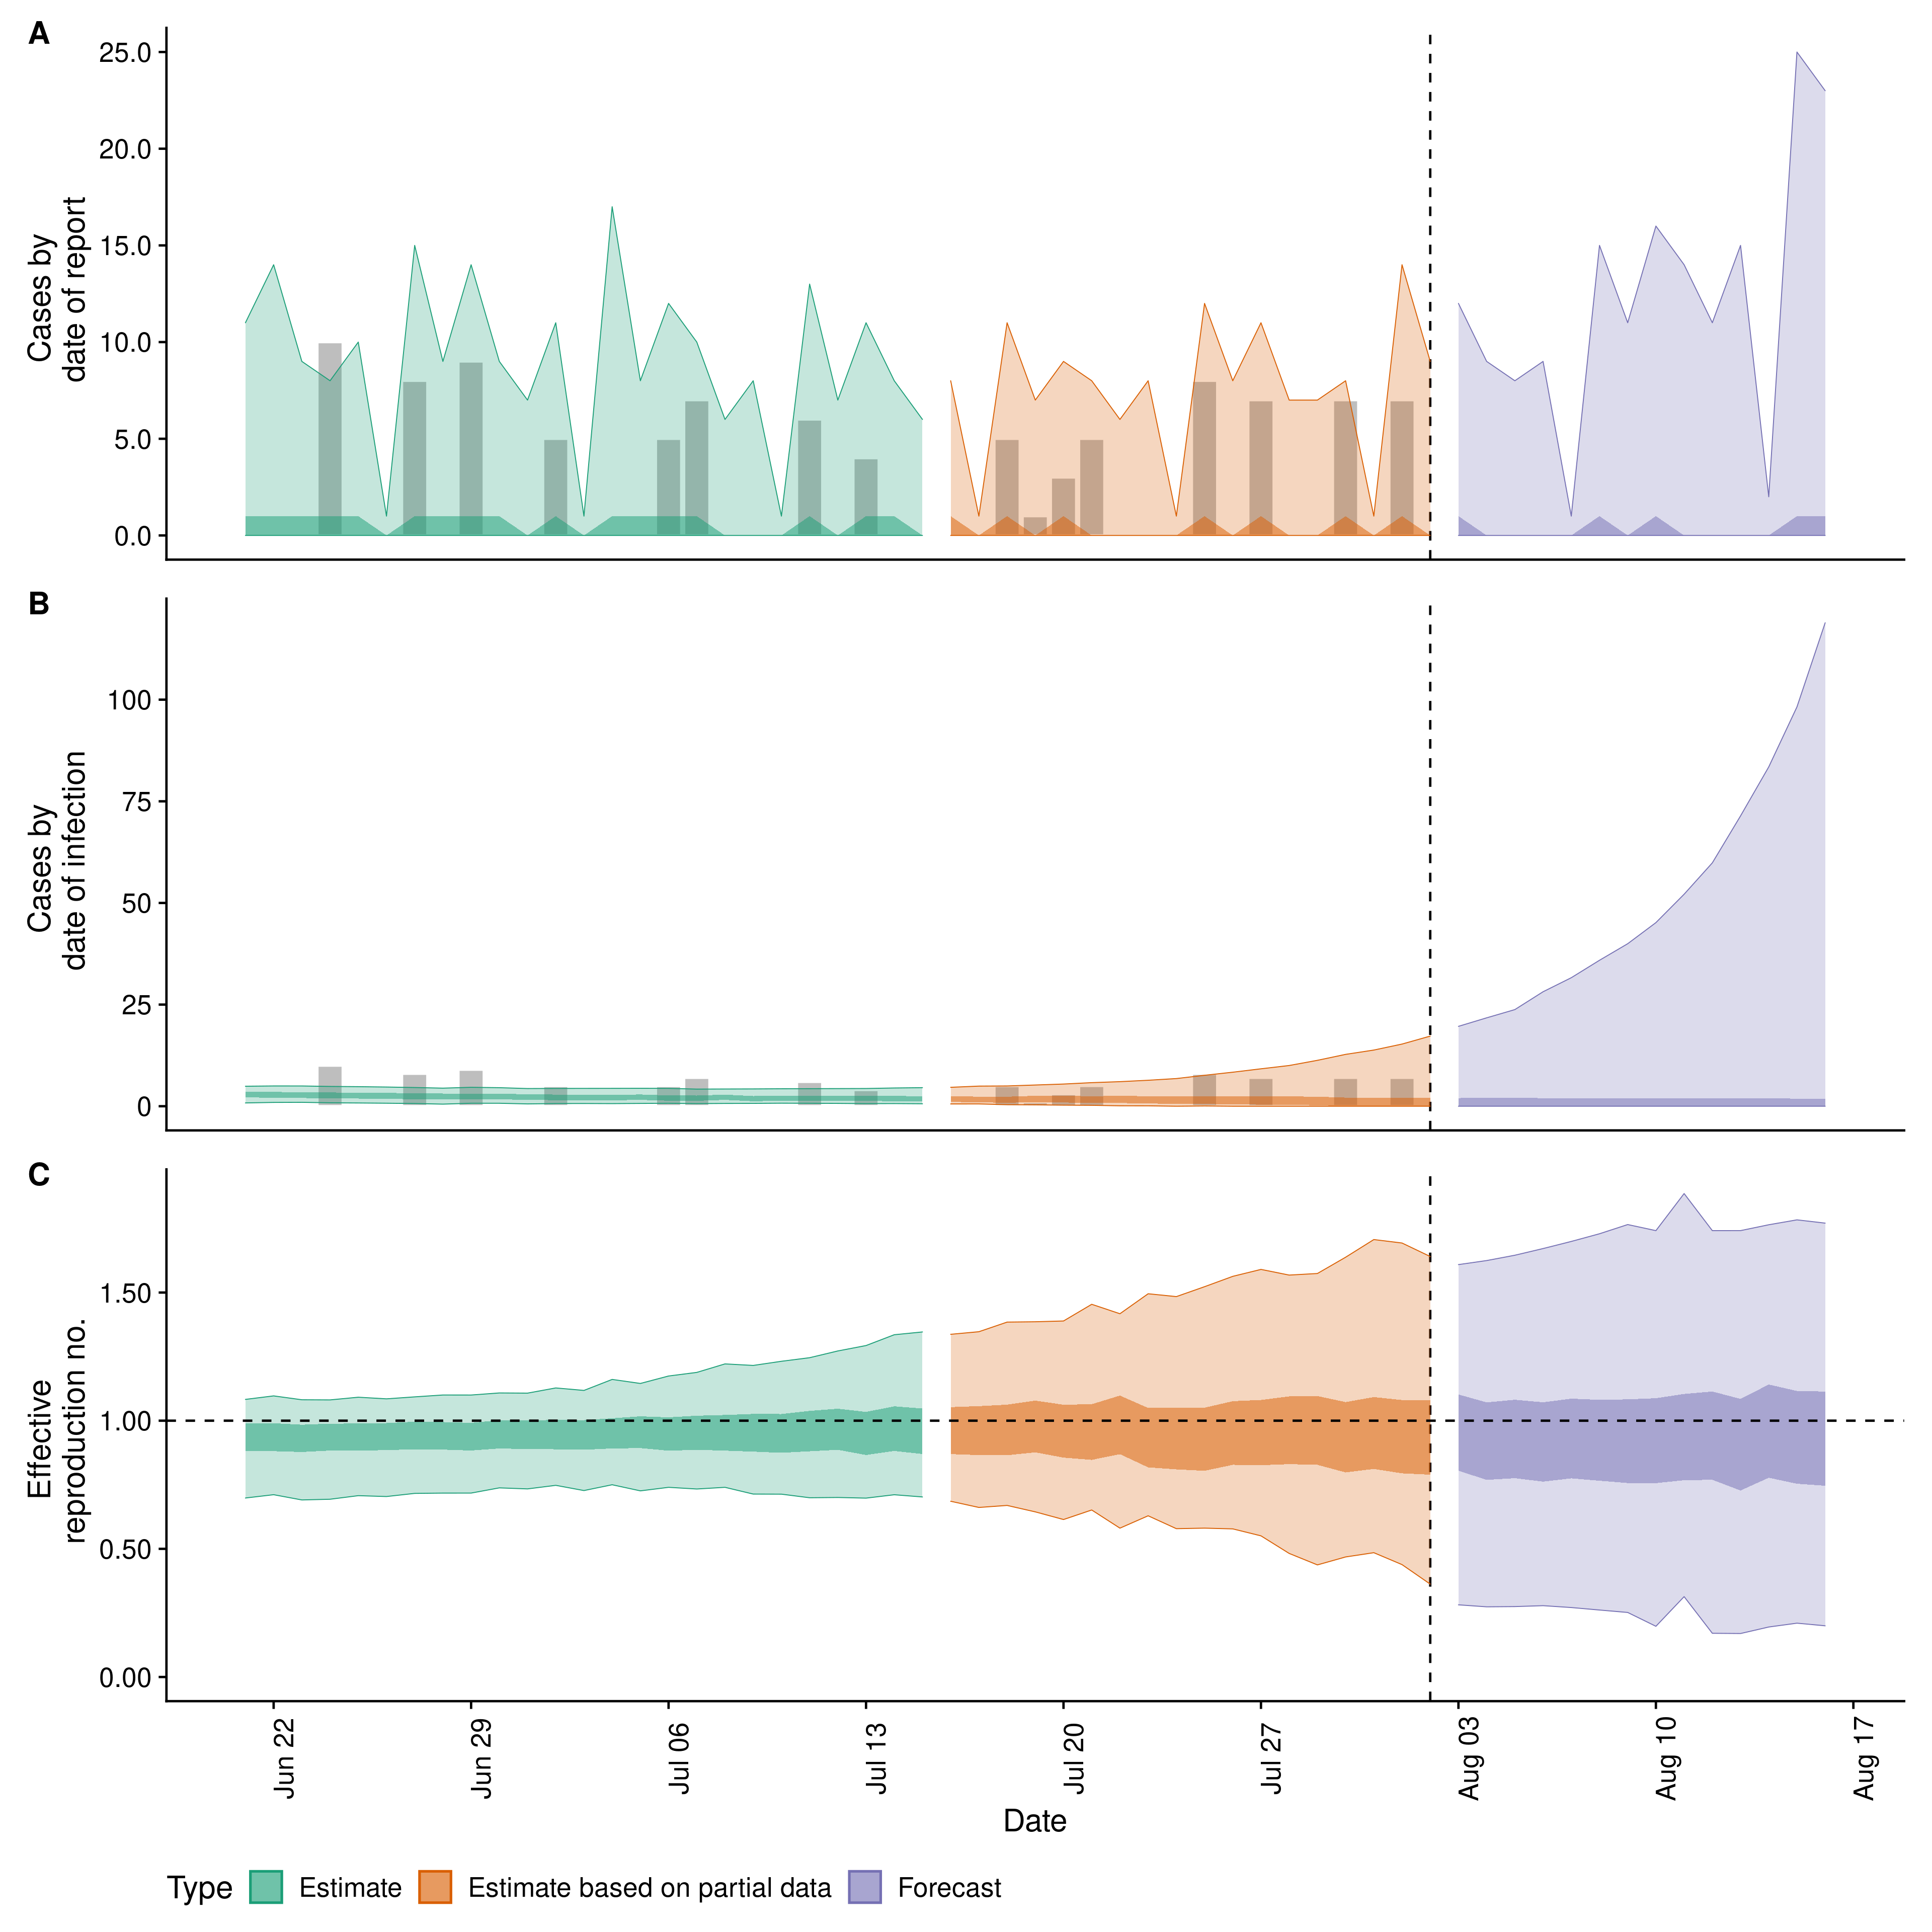 A
Cases by
date of report
25.0
20.0
15.0
10.0
5.0
0.0
B
Cases by
date of infection
100
75
50
25
0
C
Effective
reproduction no.
1.50
1.00
0.50
0.00
Jun 22
Jun 29
Jul 06
Jul 13
Jul 20
Jul 27
Aug 03
Aug 10
Aug 17
Date
Type Estimate Estimate based on partial data Forecast